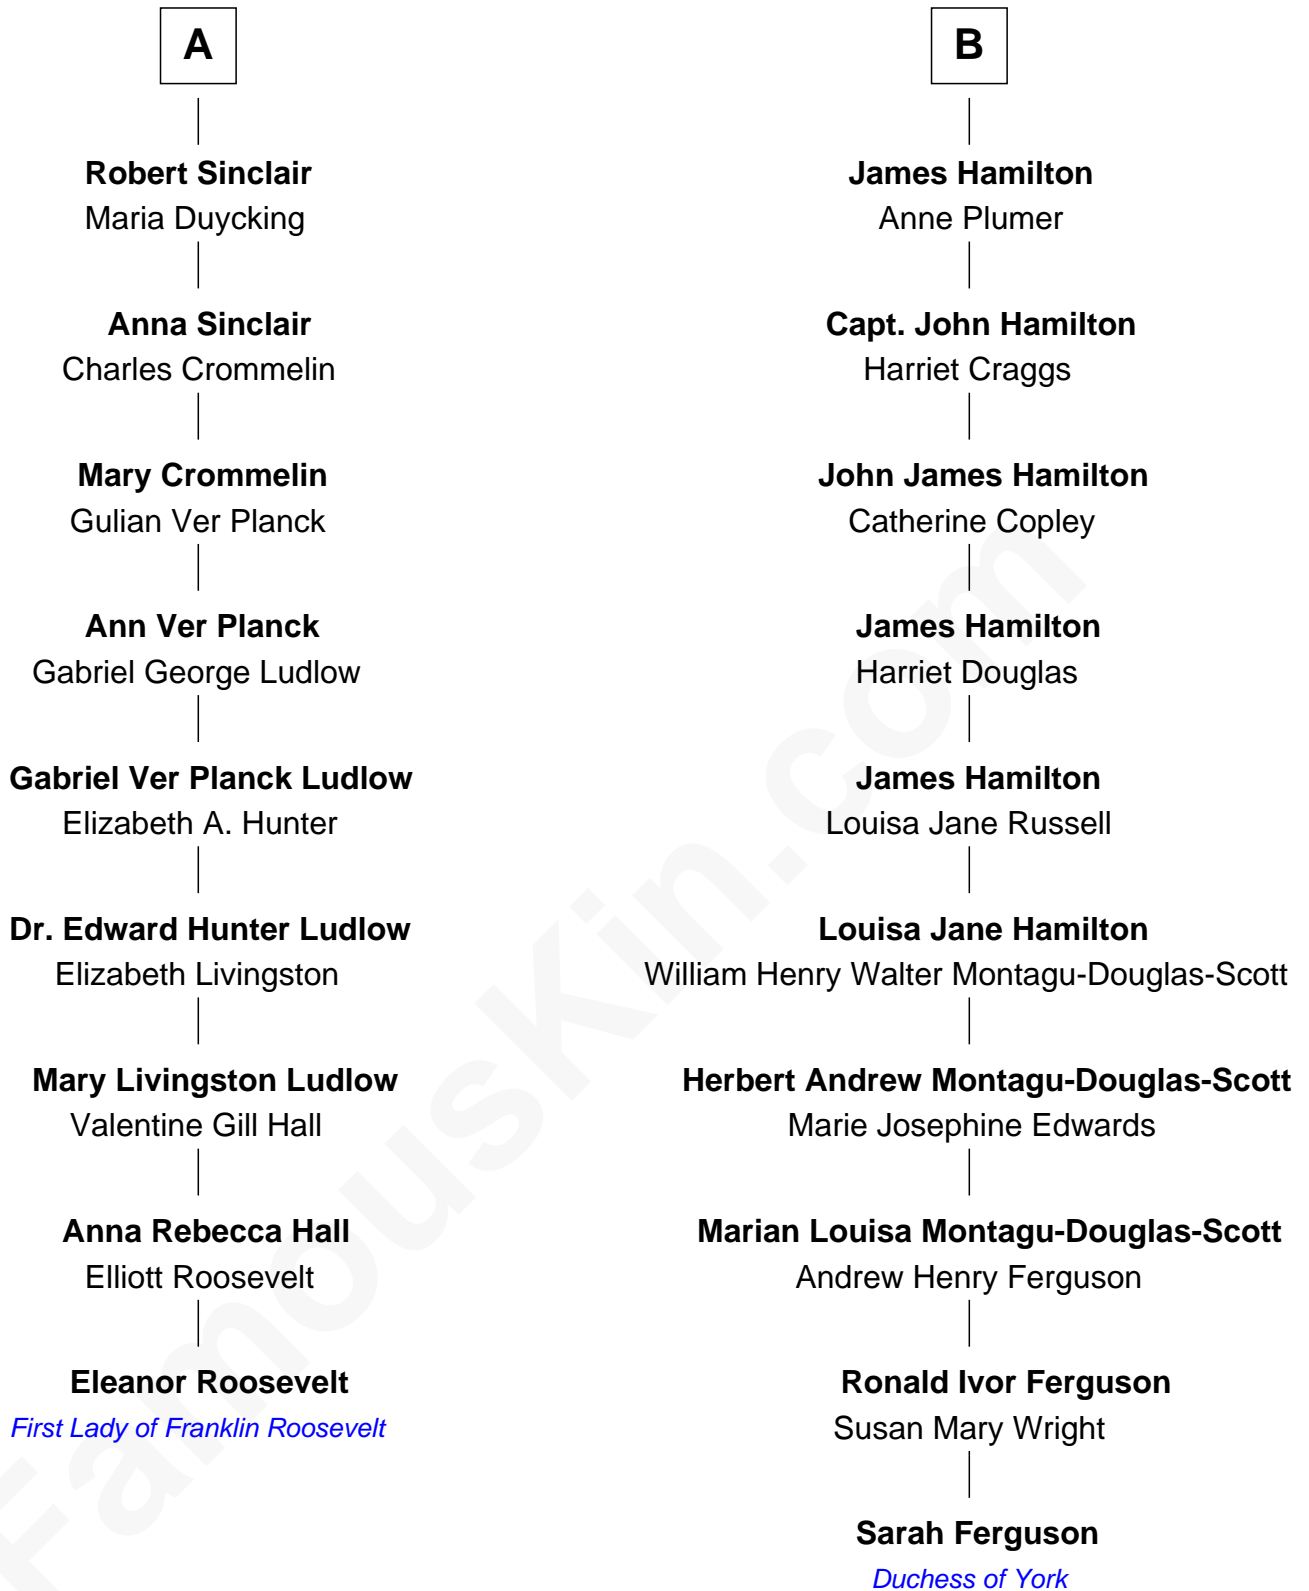 A
Robert Sinclair
Maria Duycking
Anna Sinclair
Charles Crommelin
Mary Crommelin
Gulian Ver Planck
Ann Ver Planck
Gabriel George Ludlow
Gabriel Ver Planck Ludlow
Elizabeth A. Hunter
Dr. Edward Hunter Ludlow
Elizabeth Livingston
Mary Livingston Ludlow
Valentine Gill Hall
Anna Rebecca Hall
Elliott Roosevelt
Eleanor Roosevelt
First Lady of Franklin Roosevelt
B
James Hamilton
Anne Plumer
Capt. John Hamilton
Harriet Craggs
John James Hamilton
Catherine Copley
James Hamilton
Harriet Douglas
James Hamilton
Louisa Jane Russell
Louisa Jane Hamilton
William Henry Walter Montagu-Douglas-Scott
Herbert Andrew Montagu-Douglas-Scott
Marie Josephine Edwards
Marian Louisa Montagu-Douglas-Scott
Andrew Henry Ferguson
Ronald Ivor Ferguson
Susan Mary Wright
Sarah Ferguson
Duchess of York
FamousKin.com